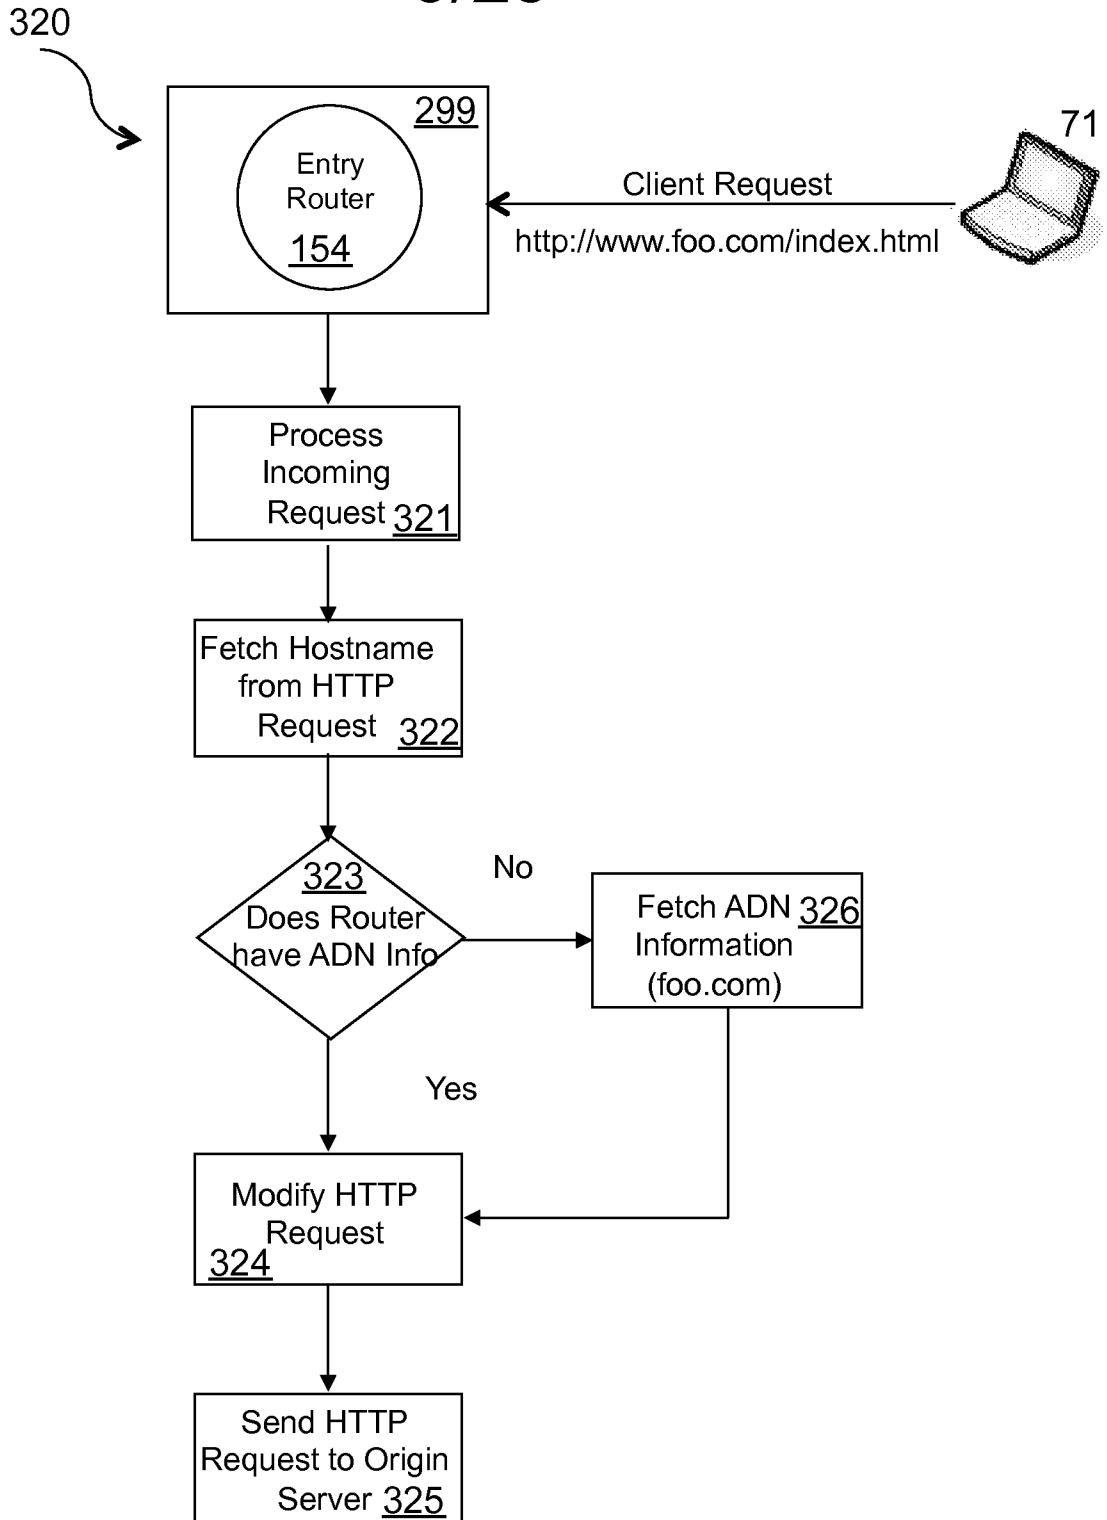 320
299
Entry
Router
154
71
Client Request
http://www.foo.com/index.html
Process
Incoming
Request 321
Fetch Hostname
from HTTP
Request 322
323
Does Router
have ADN Info
No
Fetch ADN 326
Information
(foo.com)
Yes
Modify HTTP
Request
324
Send HTTP
Request to Origin
Server 325